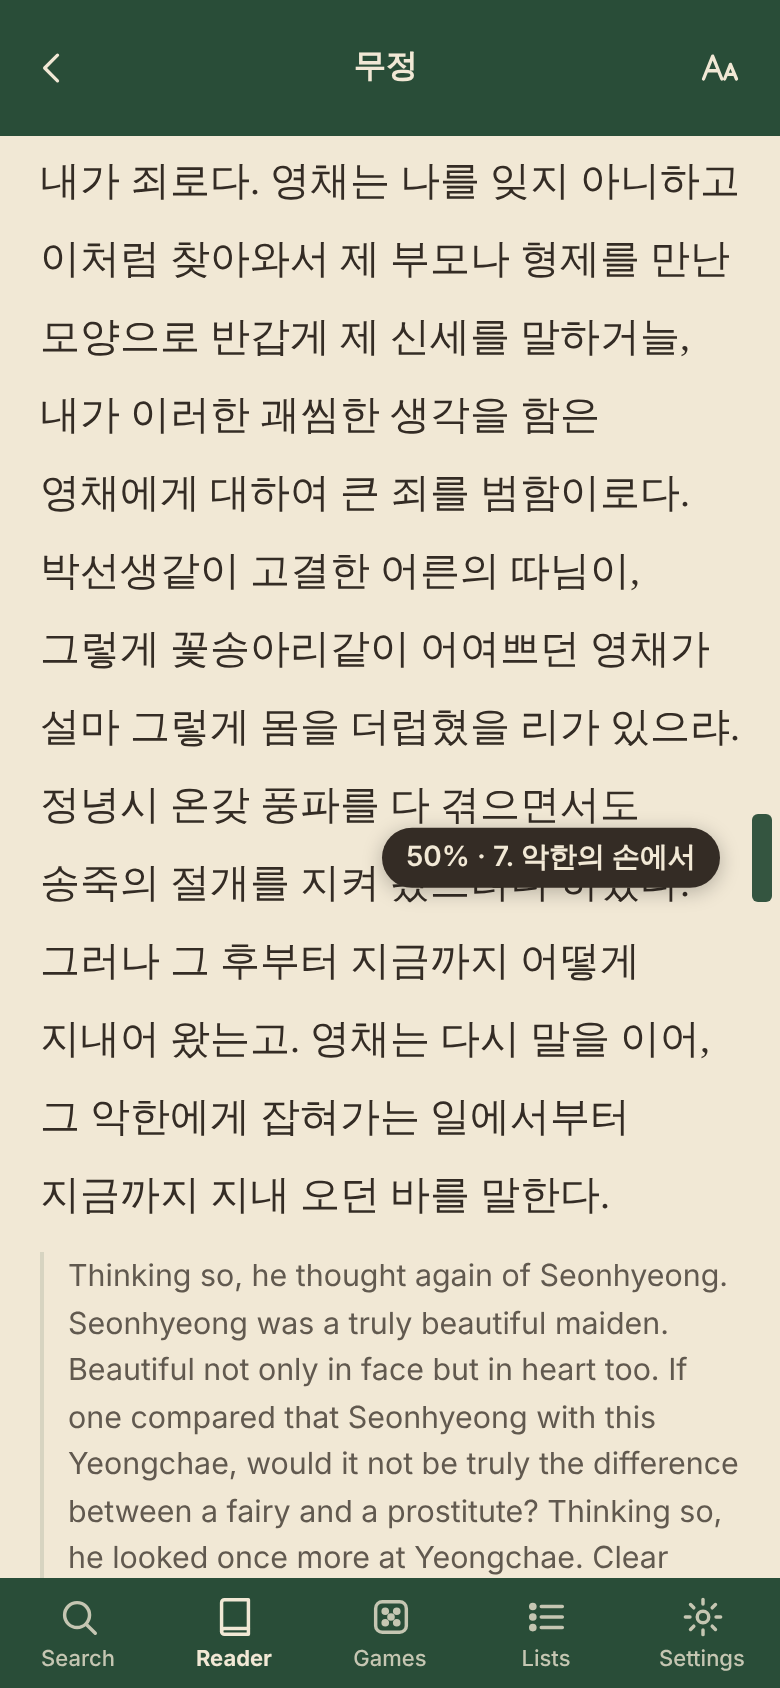 무정
AA
내가 죄로다. 영채는 나를 잊지 아니하고
이처럼 찾아와서 제 부모나 형제를 만난
모양으로 반갑게 제 신세를 말하거늘,
내가 이러한 괘씸한 생각을 함은
영채에게 대하여 큰 죄를 범함이로다.
박선생같이 고결한 어른의 따님이,
그렇게 꽃송아리같이 어여쁘던 영채가
설마 그렇게 몸을 더럽혔을 리가 있으랴.
정녕시 온갖 풍파를 다 겪으면서도
50% · 7. 악한의 손에서
송죽의 절개를 지켜
그러나 그 후부터 지금까지 어떻게
지내어 왔는고. 영채는 다시 말을 이어,
그 악한에게 잡혀가는 일에서부터
지금까지 지내 오던 바를 말한다.
Thinking so, he thought again of Seonhyeong.
Seonhyeong was a truly beautiful maiden.
Beautiful not only in face but in heart too. If
one compared that Seonhyeong with this
Yeongchae, would it not be truly the difference
between a fairy and a prostitute? Thinking so,
he looked once more at Yeongchae. Clear
Search
Reader
Games
Lists
Settings